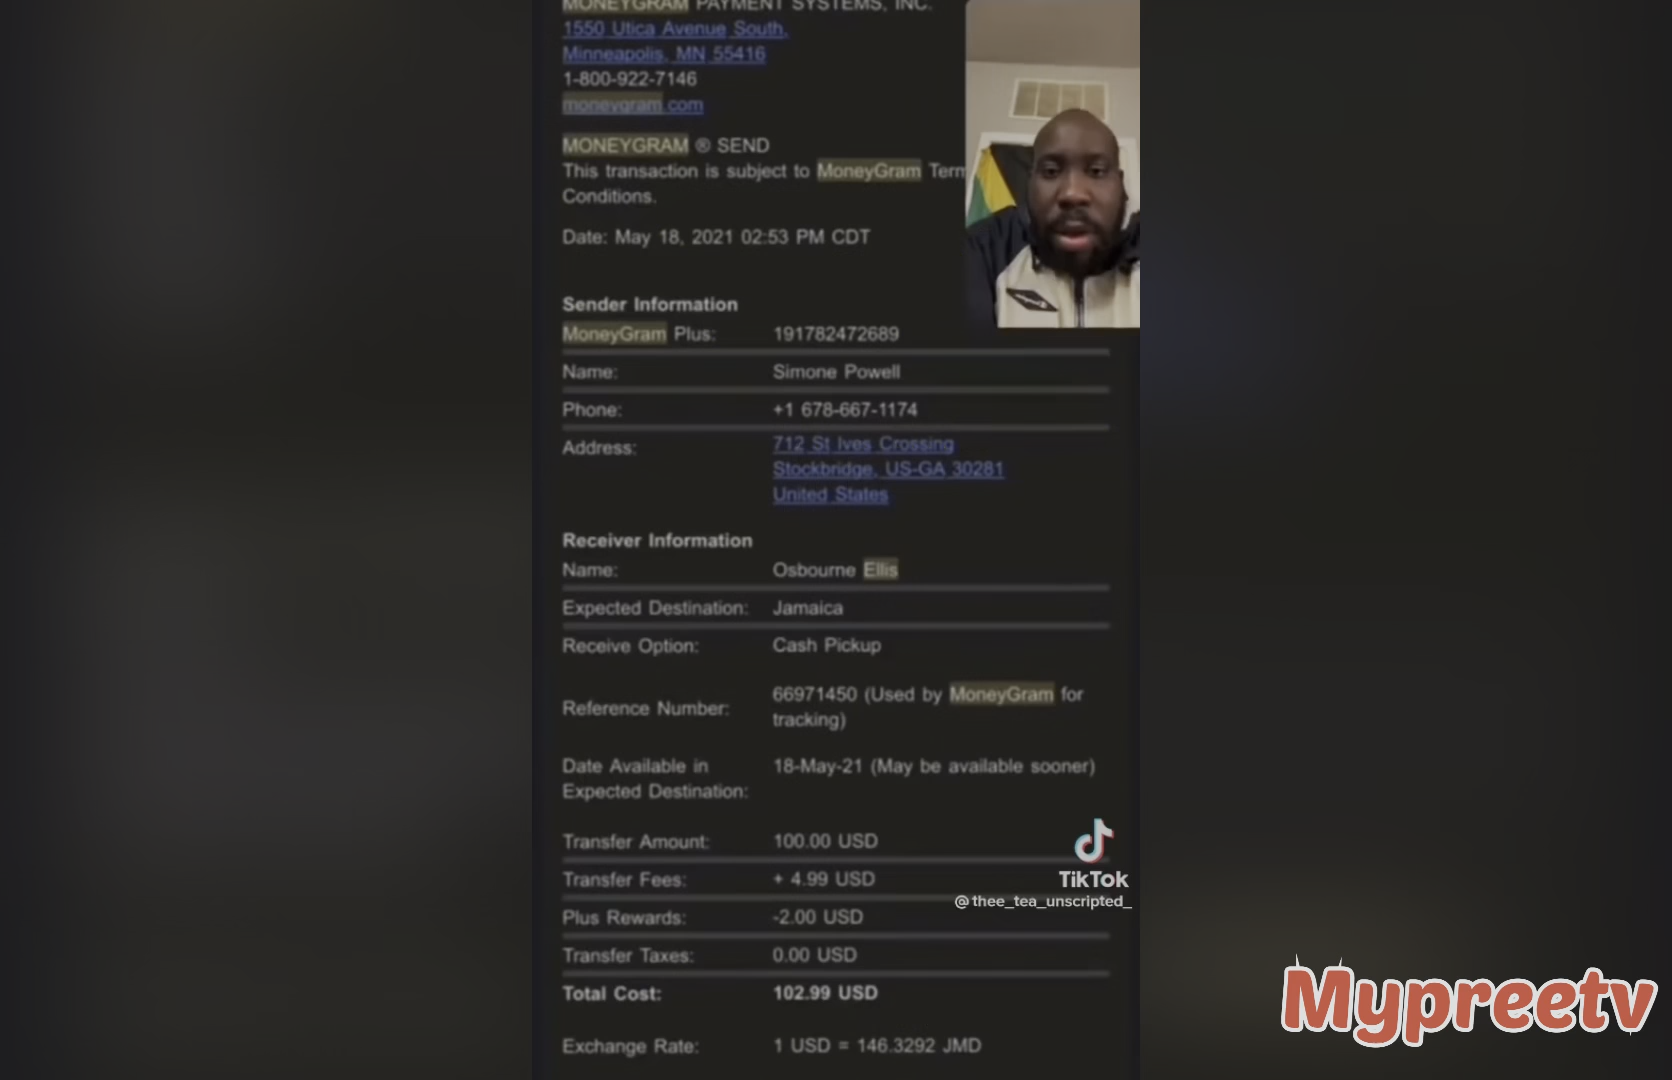 MONEYGRAM PAYMENT SYSTEMS, INC.
1550 Utica Avenue South,
Minneapolis, MN 55416
1-800-922-7146
moneygram.com
MONEYGRAM ® SEND
This transaction is subject to MoneyGram Term
Conditions.
Date: May 18, 2021 02:53 PM CDT
Sender Information
MoneyGram Plus: 191782472689
Name: Simone Powell
Phone: +1 678-667-1174
Address: 712 St Ives Crossing
Stockbridge, US-GA 30281
United States
Receiver Information
Name: Osbourne Ellis
Expected Destination: Jamaica
Receive Option: Cash Pickup
Reference Number: 66971450 (Used by MoneyGram for
tracking)
Date Available in 18-May-21 (May be available sooner)
Expected Destination:
Transfer Amount: 100.00 USD
Transfer Fees: + 4.99 USD
Plus Rewards: -2.00 USD
Transfer Taxes: 0.00 USD
Total Cost: 102.99 USD
Exchange Rate: 1 USD = 146.3292 JMD
TikTok
@thee_tea_unscripted_
Mypreetv